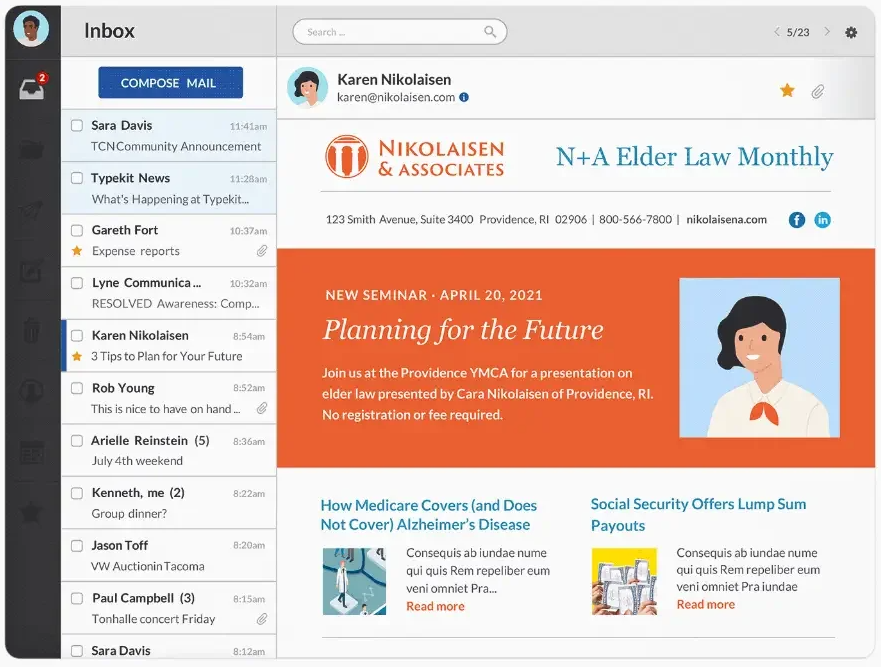 Inbox
Search ...
5/23
2
COMPOSE MAIL
Sara Davis 11:41am
TCN Community Announcement
Typekit News 11:28am
What's Happening at Typekit...
Gareth Fort 10:37am
Expense reports
Lyne Communica ... 10:32am
RESOLVED Awareness: Comp...
Karen Nikolaisen 8:54am
3 Tips to Plan for Your Future
Rob Young 8:52am
This is nice to have on hand ...
Arielle Reinstein (5) 8:36am
July 4th weekend
Kenneth, me (2) 8:22am
Group dinner?
Jason Toff 8:20am
VW Auction in Tacoma
Paul Campbell (3) 8:15am
Tonhalle concert Friday
Sara Davis 8:12am
Karen Nikolaisen
karen@nikolaisen.com
NIKOLAISEN
& ASSOCIATES
N+A Elder Law Monthly
123 Smith Avenue, Suite 3400 Providence, RI 02906 | 800-566-7800 | nikolaisena.com
NEW SEMINAR · APRIL 20, 2021
Planning for the Future
Join us at the Providence YMCA for a presentation on
elder law presented by Cara Nikolaisen of Providence, RI.
No registration or fee required.
How Medicare Covers (and Does
Not Cover) Alzheimer's Disease
Consequis ab iundae nume
qui quis Rem repeliber eum
veni omniet Pra...
Read more
Social Security Offers Lump Sum
Payouts
Consequis ab iundae nume
qui quis Rem repeliber eum
veni omniet Pra iundae
Read more